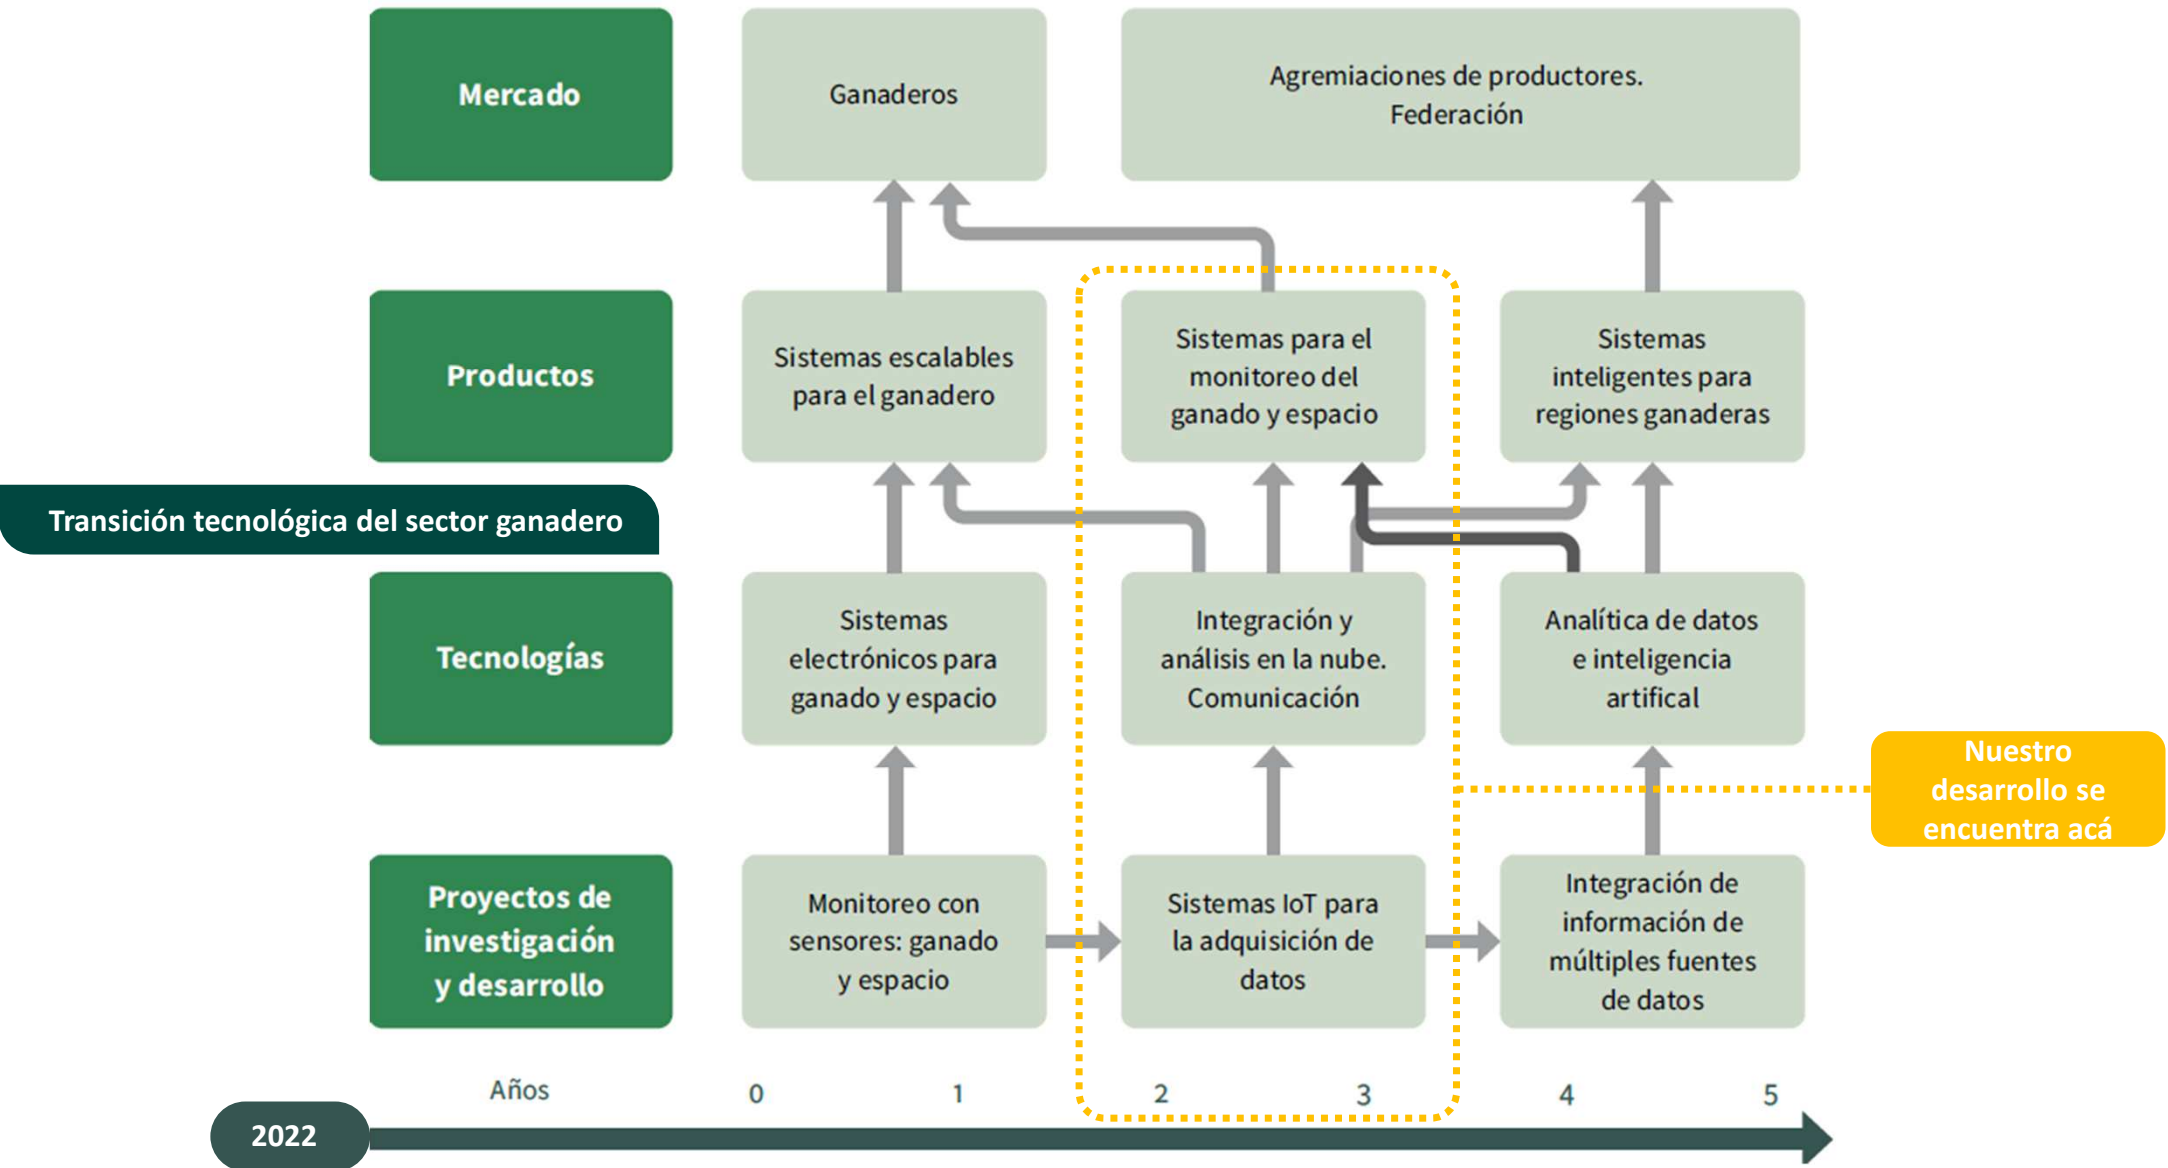 Mercado
Ganaderos
Agremiaciones de productores.
Federación
Productos
Sistemas escalables
para el ganadero
Sistemas para el
monitoreo del
ganado y espacio
Sistemas
inteligentes para
regiones ganaderas
Transición tecnológica del sector ganadero
Tecnologías
Sistemas
electrónicos para
ganado y espacio
Integración y
análisis en la nube.
Comunicación
Analítica de datos
e inteligencia
artifical
Nuestro
desarrollo se
encuentra acá
Proyectos de
investigación
y desarrollo
Monitoreo con
sensores: ganado
y espacio
Sistemas IoT para
la adquisición de
datos
Integración de
información de
múltiples fuentes
de datos
Años 0 1 2 3 4 5
2022